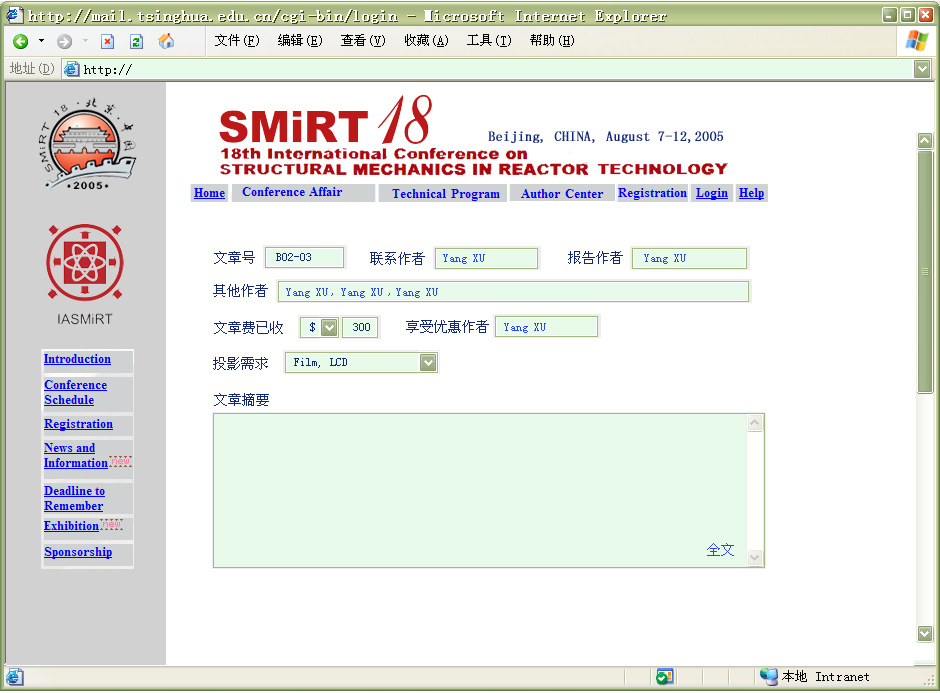 http://mail.tsinghua.edu.cn/cgi-bin/login - Microsoft Internet Explorer
文件(F) 编辑(E) 查看(V) 收藏(A) 工具(T) 帮助(H)
地址(D) http://
SMiRT 18 · 北京 · 中国
· 2005 ·
SMiRT 18
Beijing, CHINA, August 7-12,2005
18th International Conference on
STRUCTURAL MECHANICS IN REACTOR TECHNOLOGY
Home Conference Affair Technical Program Author Center Registration Login Help
IASMiRT
Introduction
Conference
Schedule
Registration
News and
Information new
Deadline to
Remember
Exhibition new
Sponsorship
文章号 B02-03 联系作者 Yang XU 报告作者 Yang XU
其他作者 Yang XU, Yang XU ,Yang XU
文章费已收 $ 300 享受优惠作者 Yang XU
投影需求 Film, LCD
文章摘要
全文
本地 Intranet